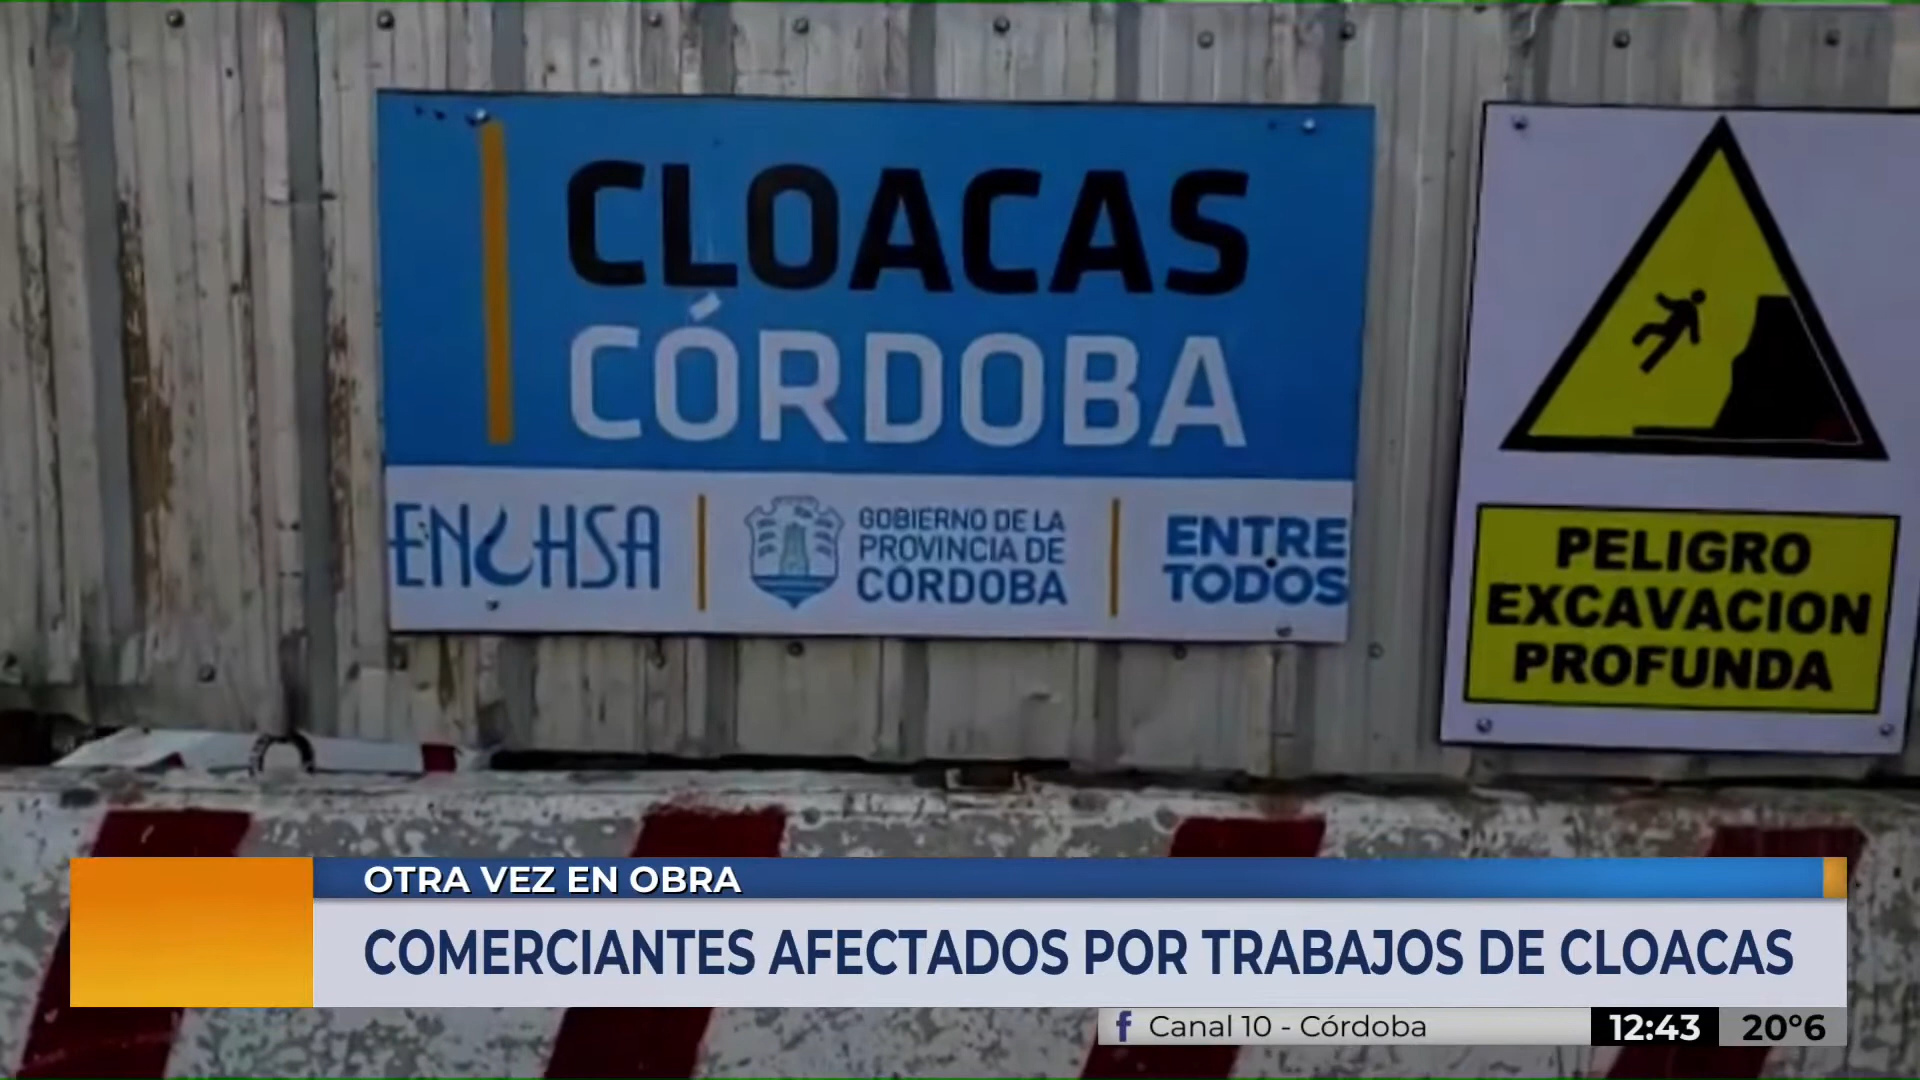 CLOACAS
CÓRDOBA
ENOHSA
GOBIERNO DE LA
PROVINCIA DE
CÓRDOBA
ENTRE
TODOS
PELIGRO
EXCAVACION
PROFUNDA
OTRA VEZ EN OBRA
COMERCIANTES AFECTADOS POR TRABAJOS DE CLOACAS
f Canal 10 - Córdoba
12:43
20°6